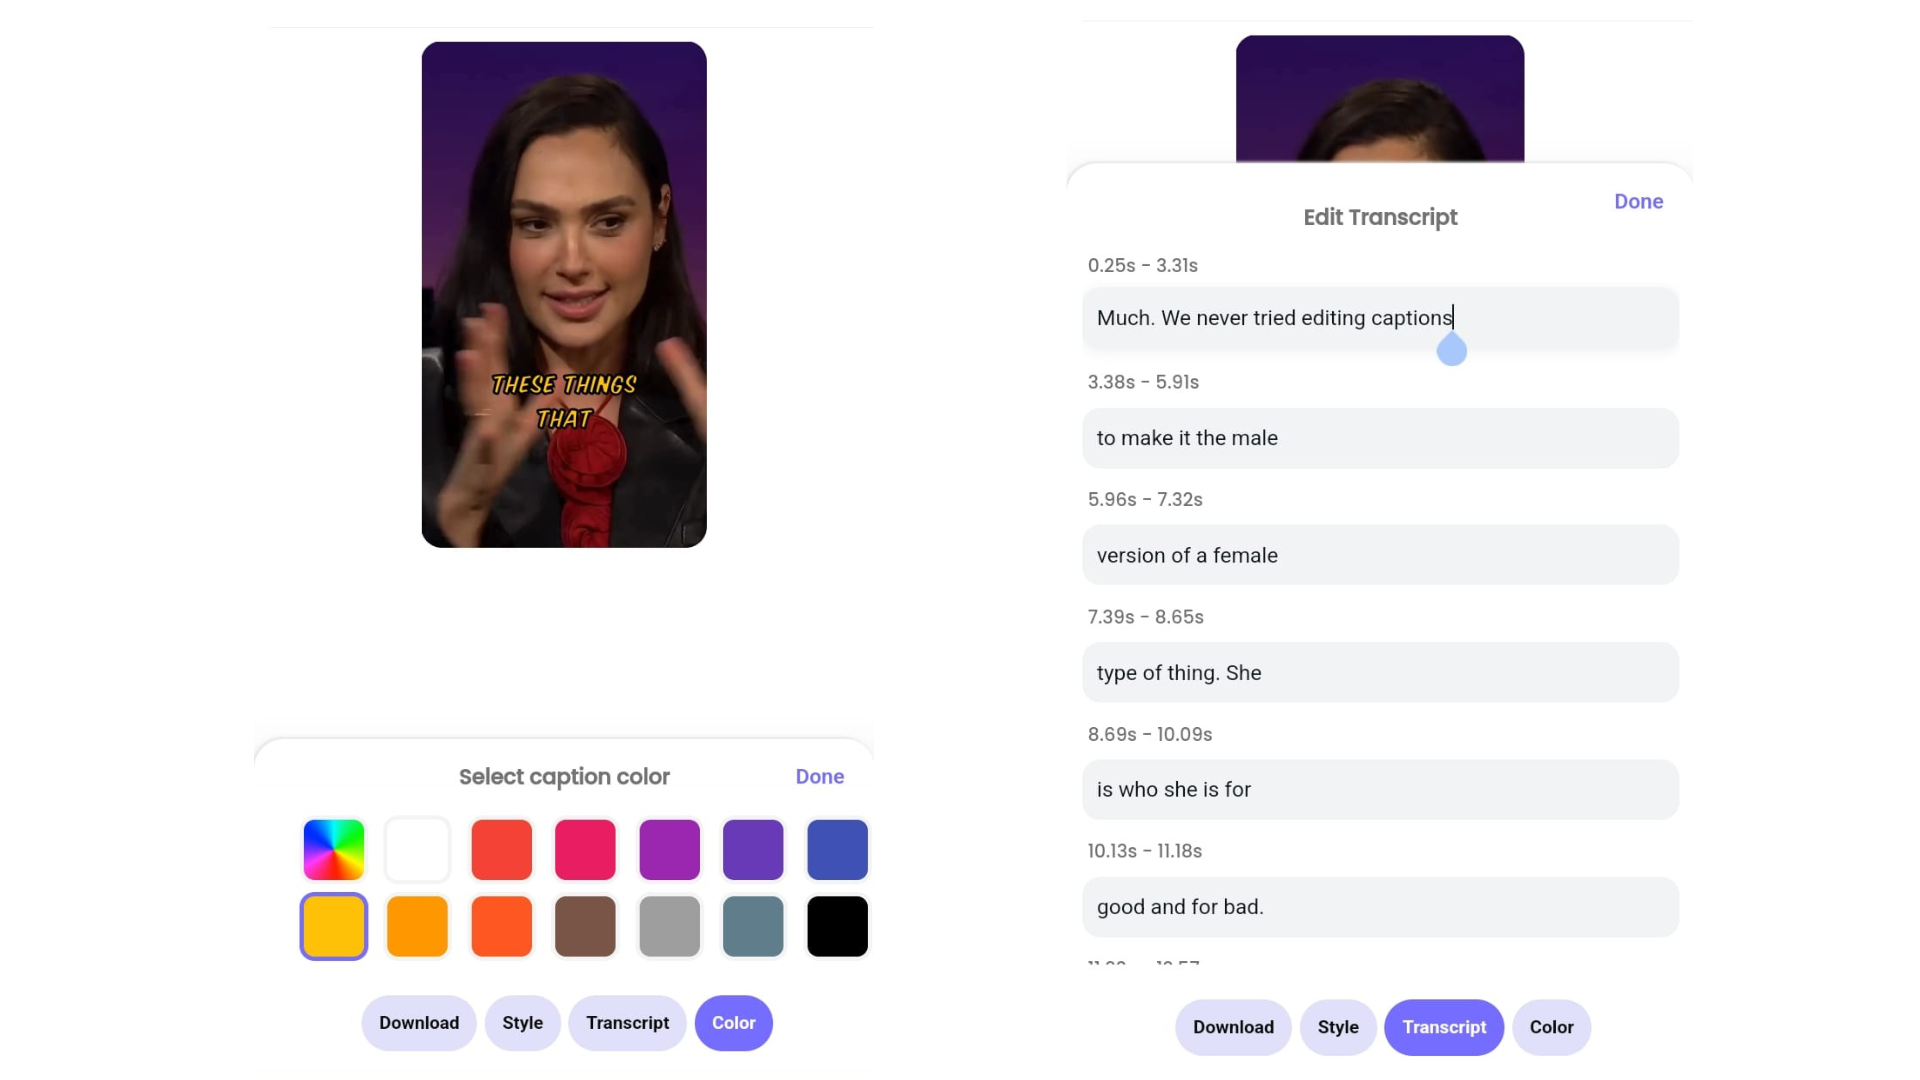 THESE THINGS
THAT
Select caption color
Done
Download
Style
Transcript
Color
Done
Edit Transcript
0.25s - 3.31s
Much. We never tried editing captions
3.38s - 5.91s
to make it the male
5.96s - 7.32s
version of a female
7.39s - 8.65s
type of thing. She
8.69s - 10.09s
is who she is for
10.13s - 11.18s
good and for bad.
Download
Style
Transcript
Color